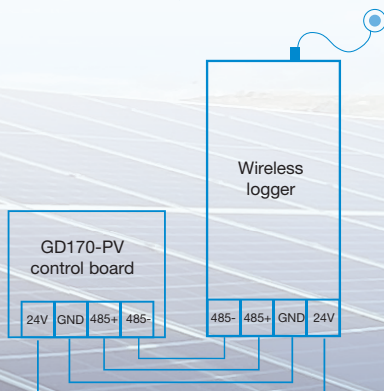 Wireless
logger
GD170-PV
control board
24V GND 485+ 485-
485- 485+ GND 24V